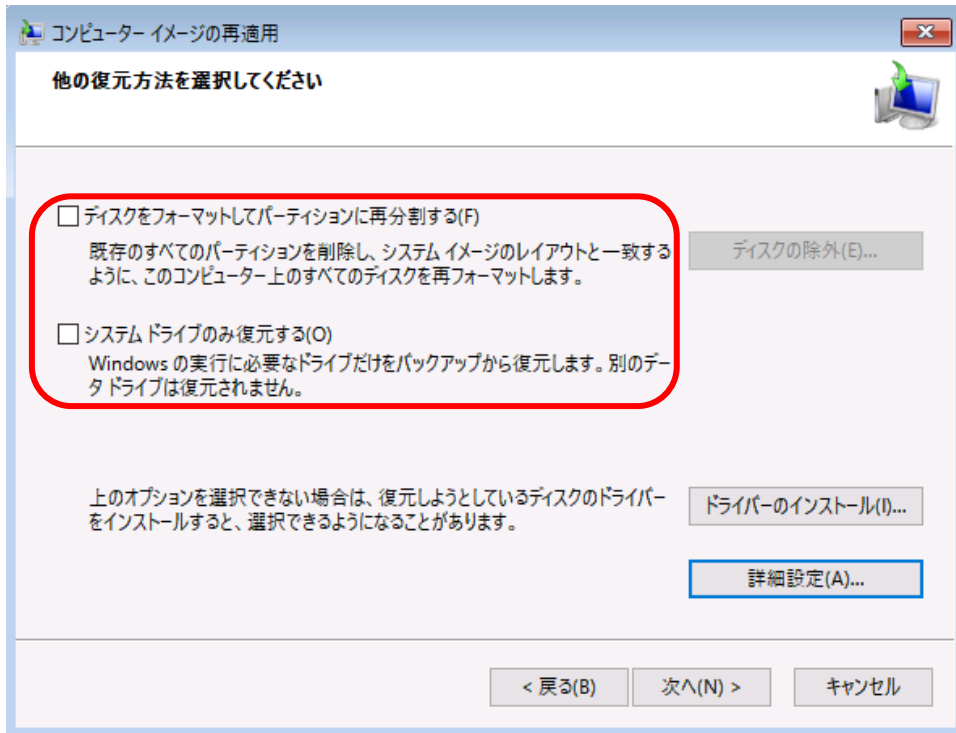 コンピューター イメージの再適用
他の復元方法を選択してください
ディスクをフォーマットしてパーティションに再分割する(F)
既存のすべてのパーティションを削除し、システム イメージのレイアウトと一致する
ように、このコンピューター上のすべてのディスクを再フォーマットします。
ディスクの除外(E)...
システム ドライブのみ復元する(O)
Windows の実行に必要なドライブだけをバックアップから復元します。別のデー
タ ドライブは復元されません。
上のオプションを選択できない場合は、復元しようとしているディスクのドライバー
をインストールすると、選択できるようになることがあります。
ドライバーのインストール(I)...
詳細設定(A)...
< 戻る(B)
次へ(N) >
キャンセル